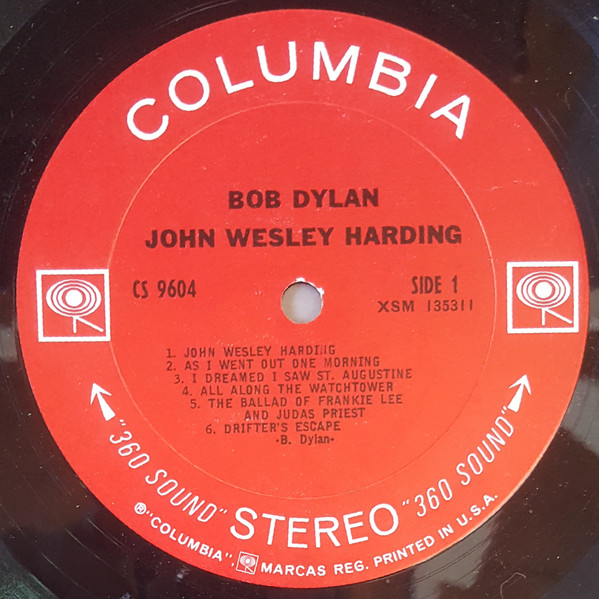 COLUMBIA
BOB DYLAN
JOHN WESLEY HARDING
CS 9604
SIDE 1
XSM 135311
1. JOHN WESLEY HARDING
2. AS I WENT OUT ONE MORNING
3. I DREAMED I SAW ST. AUGUSTINE
4. ALL ALONG THE WATCHTOWER
5. THE BALLAD OF FRANKIE LEE
AND JUDAS PRIEST
6. DRIFTER'S ESCAPE
-B. Dylan-
"360 SOUND" STEREO "360 SOUND"
®"COLUMBIA", MARCAS REG. PRINTED IN U.S.A.